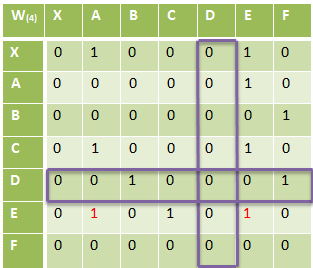 W(4) X A B C D E F
X 0 1 0 0 0 1 0
A 0 0 0 0 0 1 0
B 0 0 0 0 0 0 1
C 0 1 0 0 0 1 0
D 0 0 1 0 0 0 1
E 0 1 0 1 0 1 0
F 0 0 0 0 0 0 0